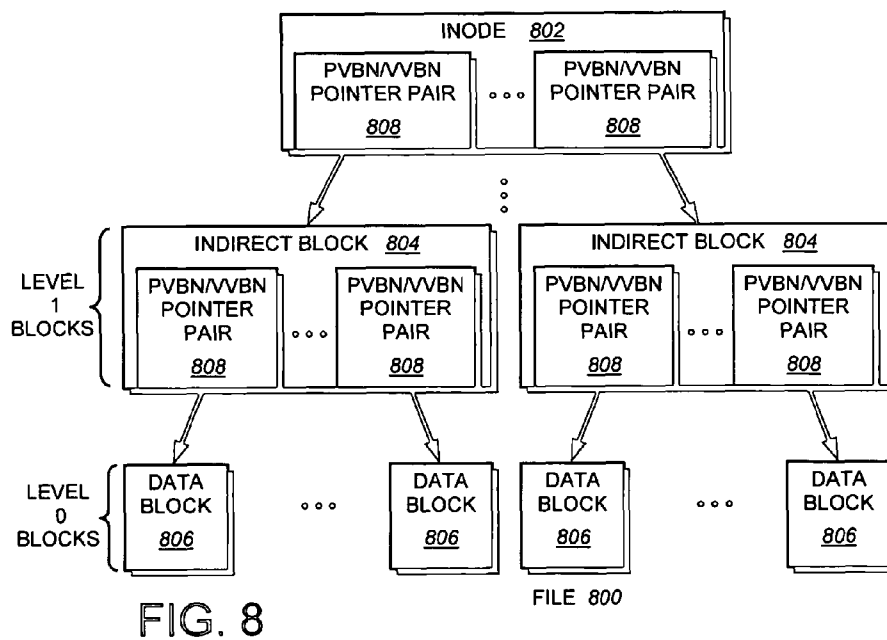 INODE 802
PVBN/VVBN POINTER PAIR 808
PVBN/VVBN POINTER PAIR 808
LEVEL 1 BLOCKS
INDIRECT BLOCK 804
PVBN/VVBN POINTER PAIR 808
PVBN/VVBN POINTER PAIR 808
INDIRECT BLOCK 804
PVBN/VVBN POINTER PAIR 808
PVBN/VVBN POINTER PAIR 808
LEVEL 0 BLOCKS
DATA BLOCK 806
DATA BLOCK 806
DATA BLOCK 806
DATA BLOCK 806
FILE 800
FIG. 8